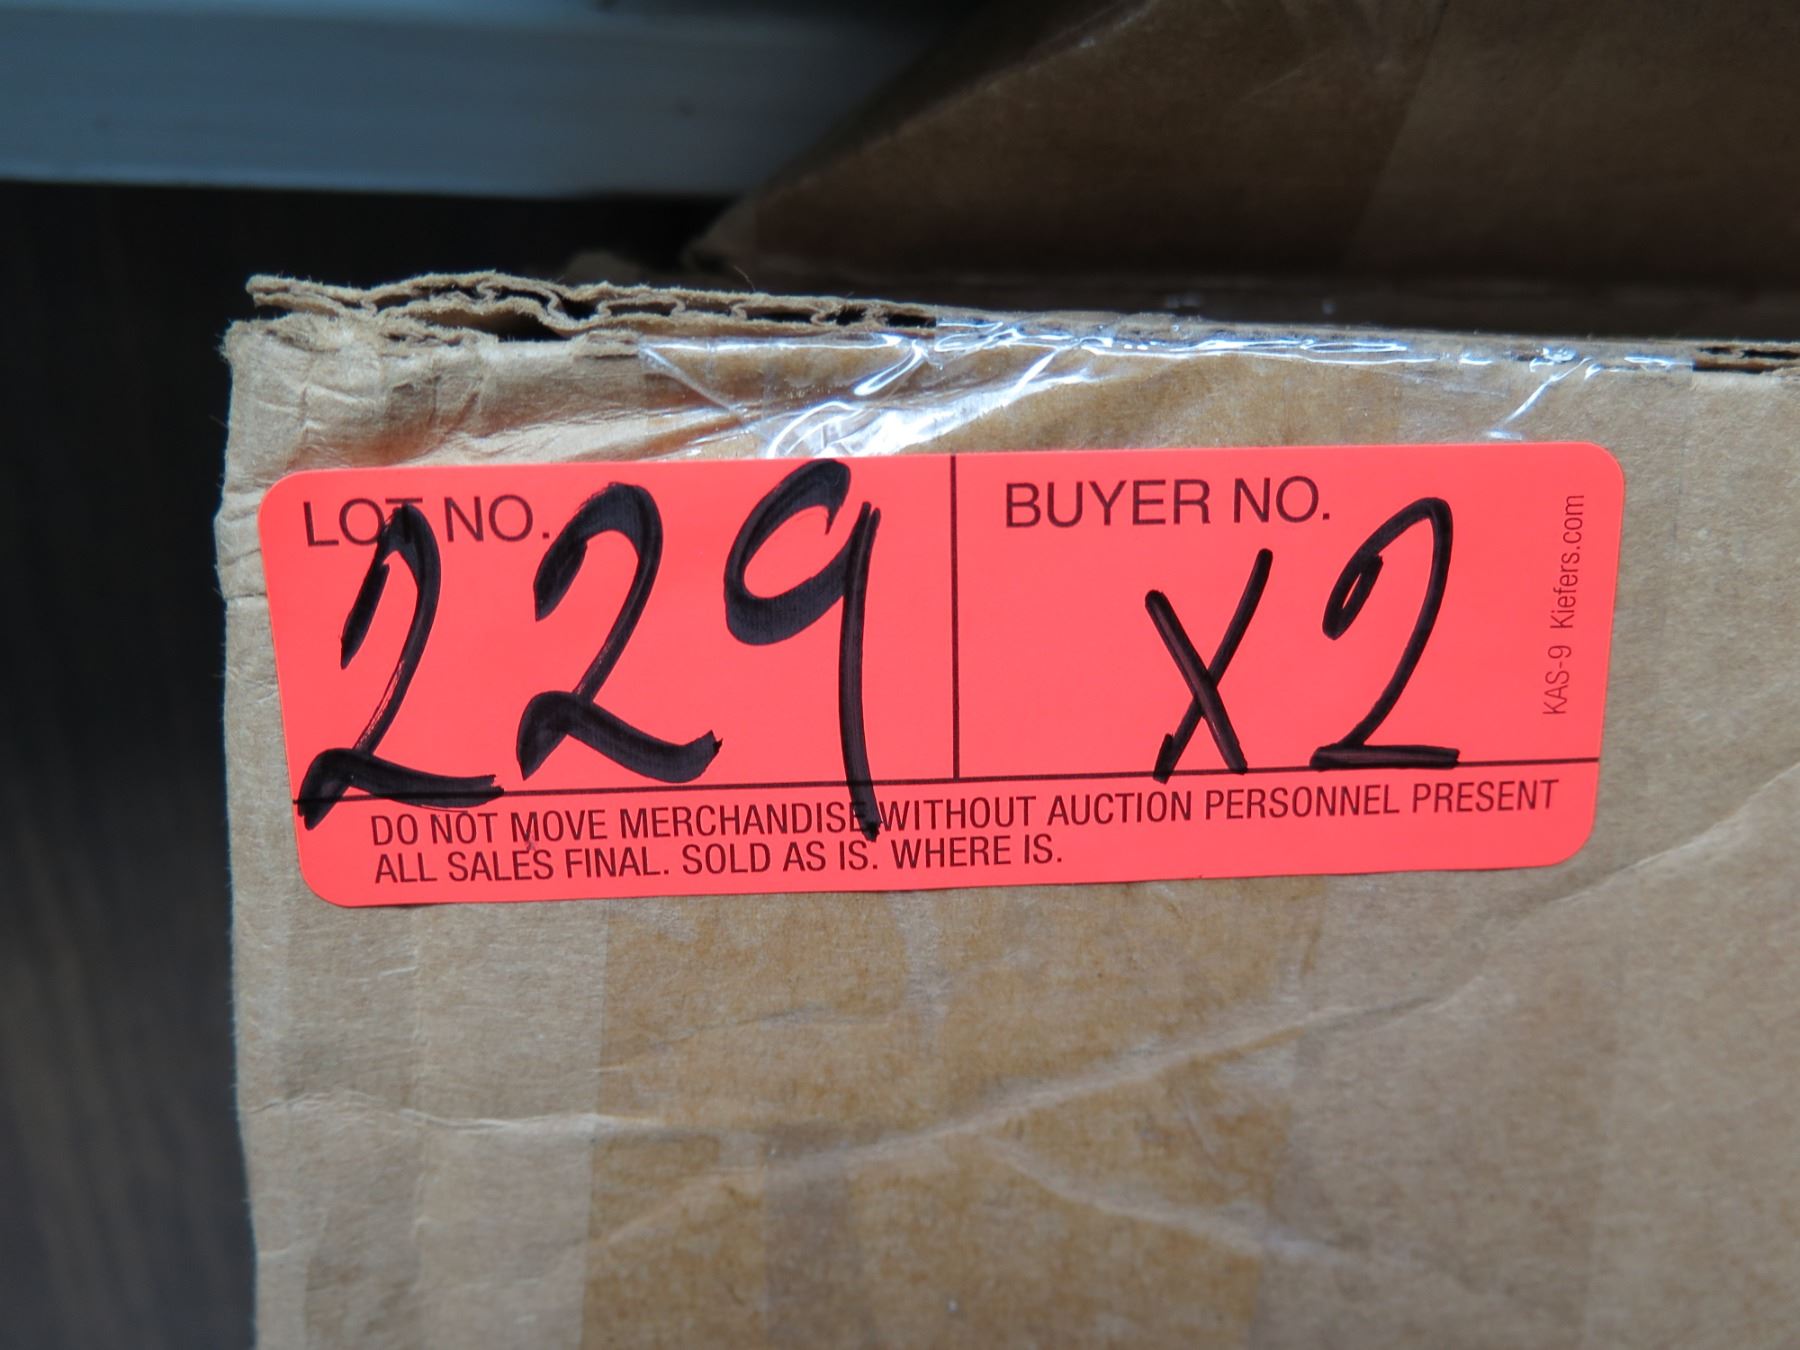 LOT NO. 229
BUYER NO. x2
KAS-9 Kiefers.com
DO NOT MOVE MERCHANDISE WITHOUT AUCTION PERSONNEL PRESENT
ALL SALES FINAL. SOLD AS IS. WHERE IS.